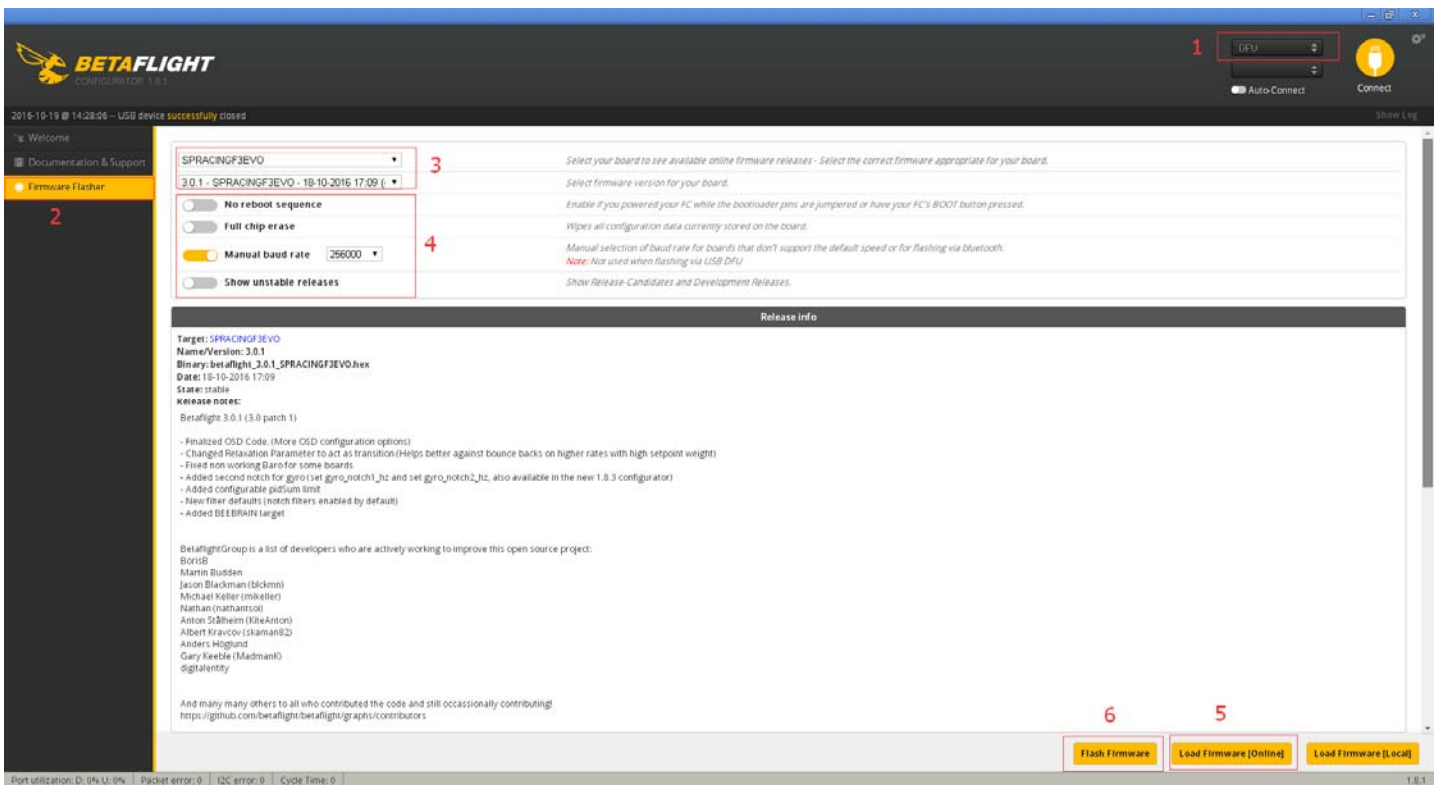 BETAFLIGHT
CONFIGURATOR 1.8.1
1
DFU
Auto-Connect
Connect
2016-10-19 @ 14:28:06 -- USB device successfully closed
Show Log
Welcome
Documentation & Support
Firmware Flasher
2
SPRACINGF3EVO
3
Select your board to see available online firmware releases - Select the correct firmware appropriate for your board.
3.0.1 - SPRACINGF3EVO - 18-10-2016 17:09 (
Select firmware version for your board.
No reboot sequence
Enable if you powered your FC while the bootloader pins are jumpered or have your FC's BOOT button pressed.
Full chip erase
Wipes all configuration data currently stored on the board.
4
Manual baud rate 256000
Manual selection of baud rate for boards that don't support the default speed or for flashing via bluetooth.
Note: Not used when flashing via USB DFU
Show unstable releases
Show Release-Candidates and Development Releases.
Release info
Target: SPRACINGF3EVO
Name/Version: 3.0.1
Binary: betaflight_3.0.1_SPRACINGF3EVO.hex
Date: 18-10-2016 17:09
State: stable
Release notes:
Betaflight 3.0.1 (3.0 patch 1)
- Finalized OSD Code. (More OSD configuration options)
- Changed Relaxation Parameter to act as transition (Helps better against bounce backs on higher rates with high setpoint weight)
- Fixed non working Baro for some boards
- Added second notch for gyro (set gyro_notch1_hz and set gyro_notch2_hz, also available in the new 1.8.3 configurator)
- Added configurable pidSum limit
- New filter defaults (notch filters enabled by default)
- Added BEEBRAIN target
BetaflightGroup is a list of developers who are actively working to improve this open source project:
BorisB
Martin Budden
Jason Blackman (blckmn)
Michael Keller (mikeller)
Nathan (nathantsoi)
Anton Stålheim (KiteAnton)
Albert Kravcov (skaman82)
Anders Höglund
Gary Keeble (MadmanK)
digitalentity
And many many others to all who contributed the code and still occassionally contributing!
https://github.com/betaflight/betaflight/graphs/contributors
6
5
Flash Firmware
Load Firmware [Online]
Load Firmware [Local]
Port utilization: D: 0% U: 0%
Packet error: 0
I2C error: 0
Cycle Time: 0
1.8.1